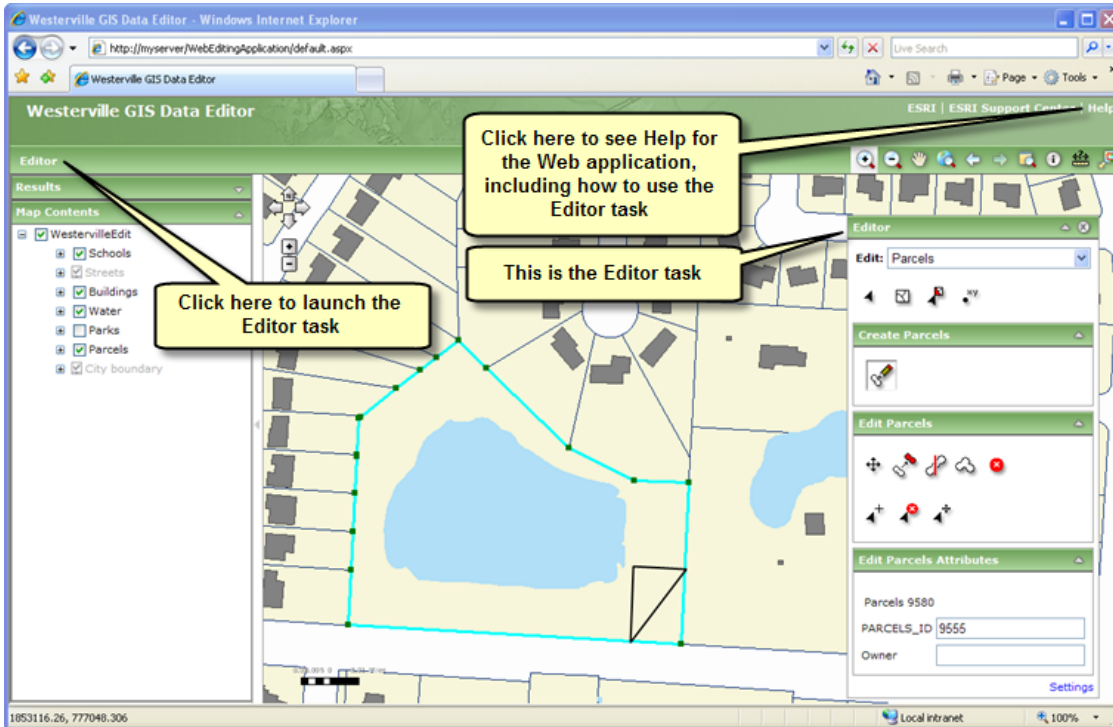 Westerville GIS Data Editor - Windows Internet Explorer
http://myserver/WebEditingApplication/default.aspx
Live Search
Westerville GIS Data Editor
Page
Tools
Westerville GIS Data Editor
ESRI | ESRI Support Center | Help
Click here to see Help for
the Web application,
including how to use the
Editor task
Editor
Results
Map Contents
WestervilleEdit
Schools
Streets
Buildings
Water
Parks
Parcels
City boundary
Click here to launch the
Editor task
This is the Editor task
Editor
Edit: Parcels
xy
Create Parcels
Edit Parcels
Edit Parcels Attributes
Parcels 9580
PARCELS_ID 9555
Owner
Settings
1853116.26, 777048.306
Local intranet
100%